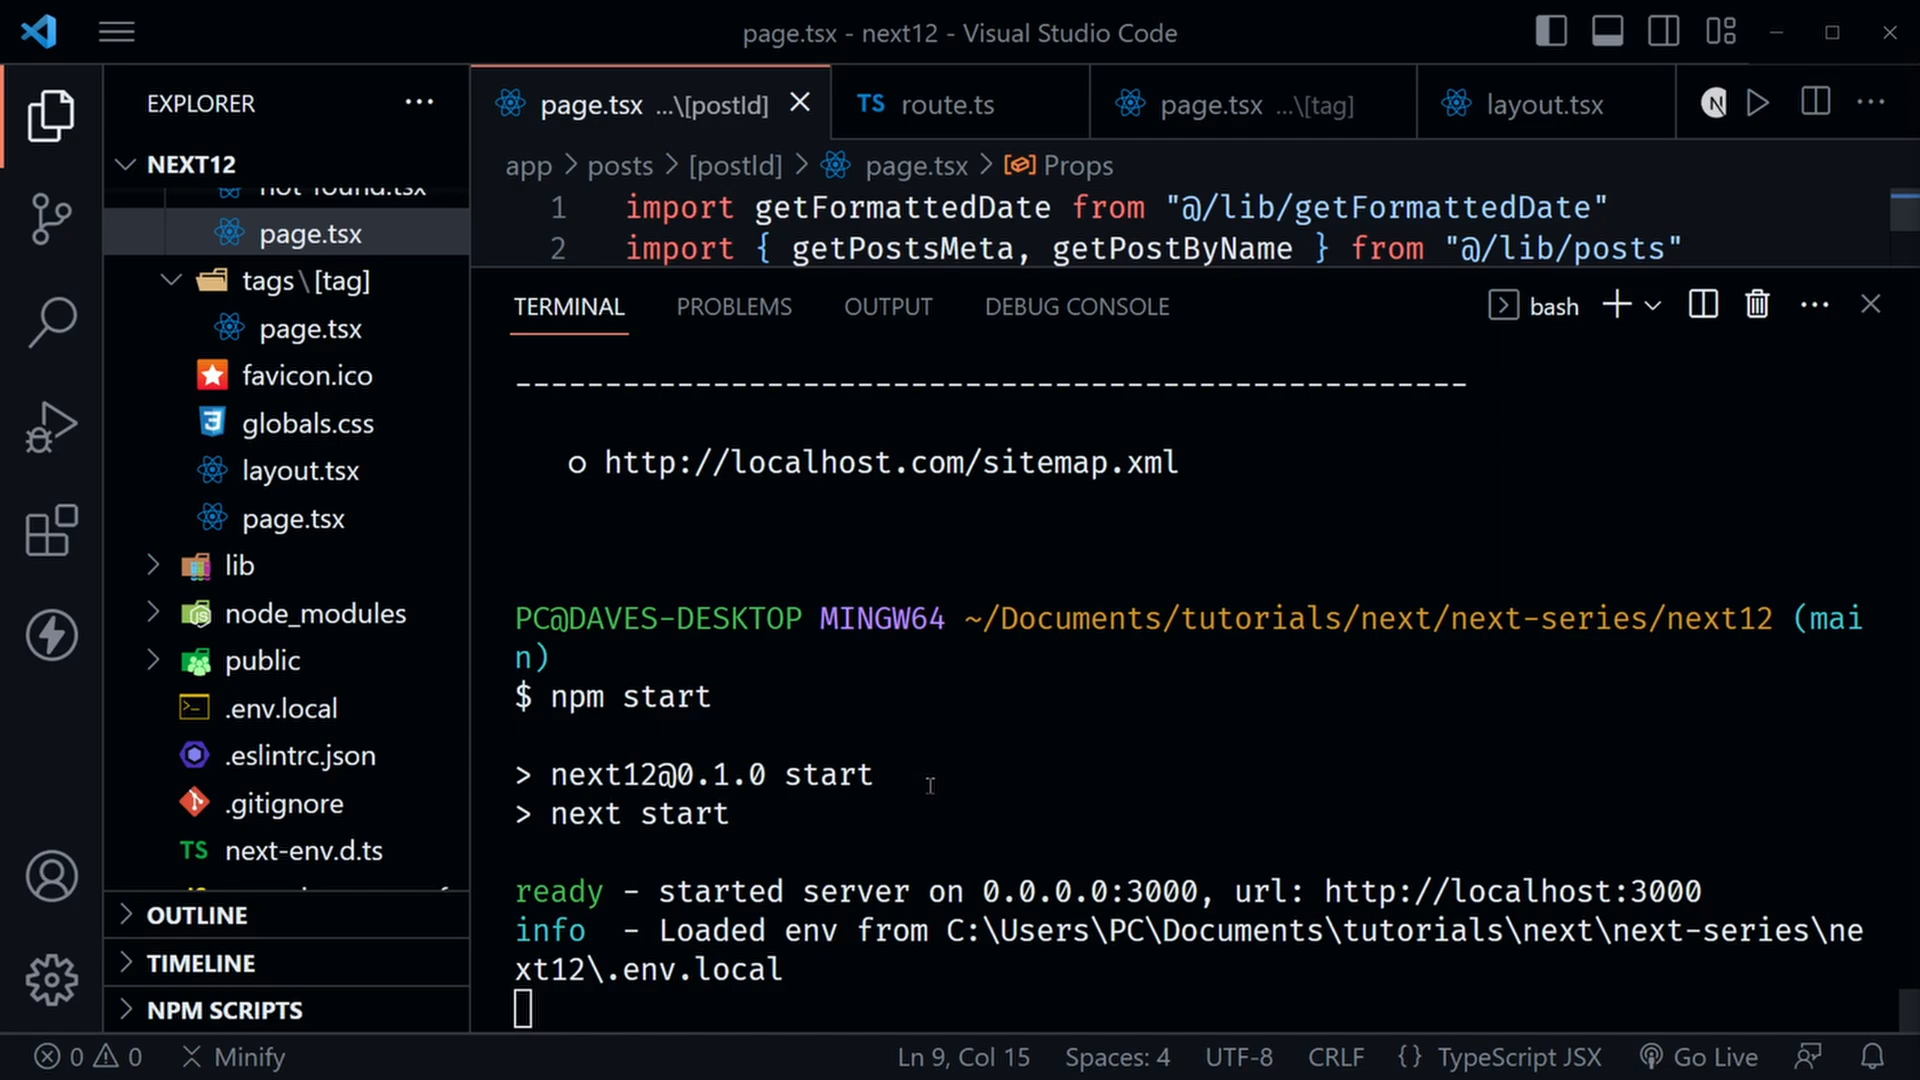 page.tsx - next12 - Visual Studio Code
EXPLORER
NEXT12
not-found.tsx
page.tsx
tags\[tag]
page.tsx
favicon.ico
globals.css
layout.tsx
page.tsx
lib
node_modules
public
.env.local
.eslintrc.json
.gitignore
TS next-env.d.ts
OUTLINE
TIMELINE
NPM SCRIPTS
page.tsx ...\[postId]
TS route.ts
page.tsx ...\[tag]
layout.tsx
N
app > posts > [postId] > page.tsx > Props
1 import getFormattedDate from "@/lib/getFormattedDate"
2 import { getPostsMeta, getPostByName } from "@/lib/posts"
TERMINAL PROBLEMS OUTPUT DEBUG CONSOLE
bash
-----------------------------------------------------
○ http://localhost.com/sitemap.xml
PC@DAVES-DESKTOP MINGW64 ~/Documents/tutorials/next/next-series/next12 (mai
n)
$ npm start
> next12@0.1.0 start
> next start
ready - started server on 0.0.0.0:3000, url: http://localhost:3000
info - Loaded env from C:\Users\PC\Documents\tutorials\next\next-series\ne
xt12\.env.local
0 0 Minify
Ln 9, Col 15 Spaces: 4 UTF-8 CRLF {} TypeScript JSX Go Live